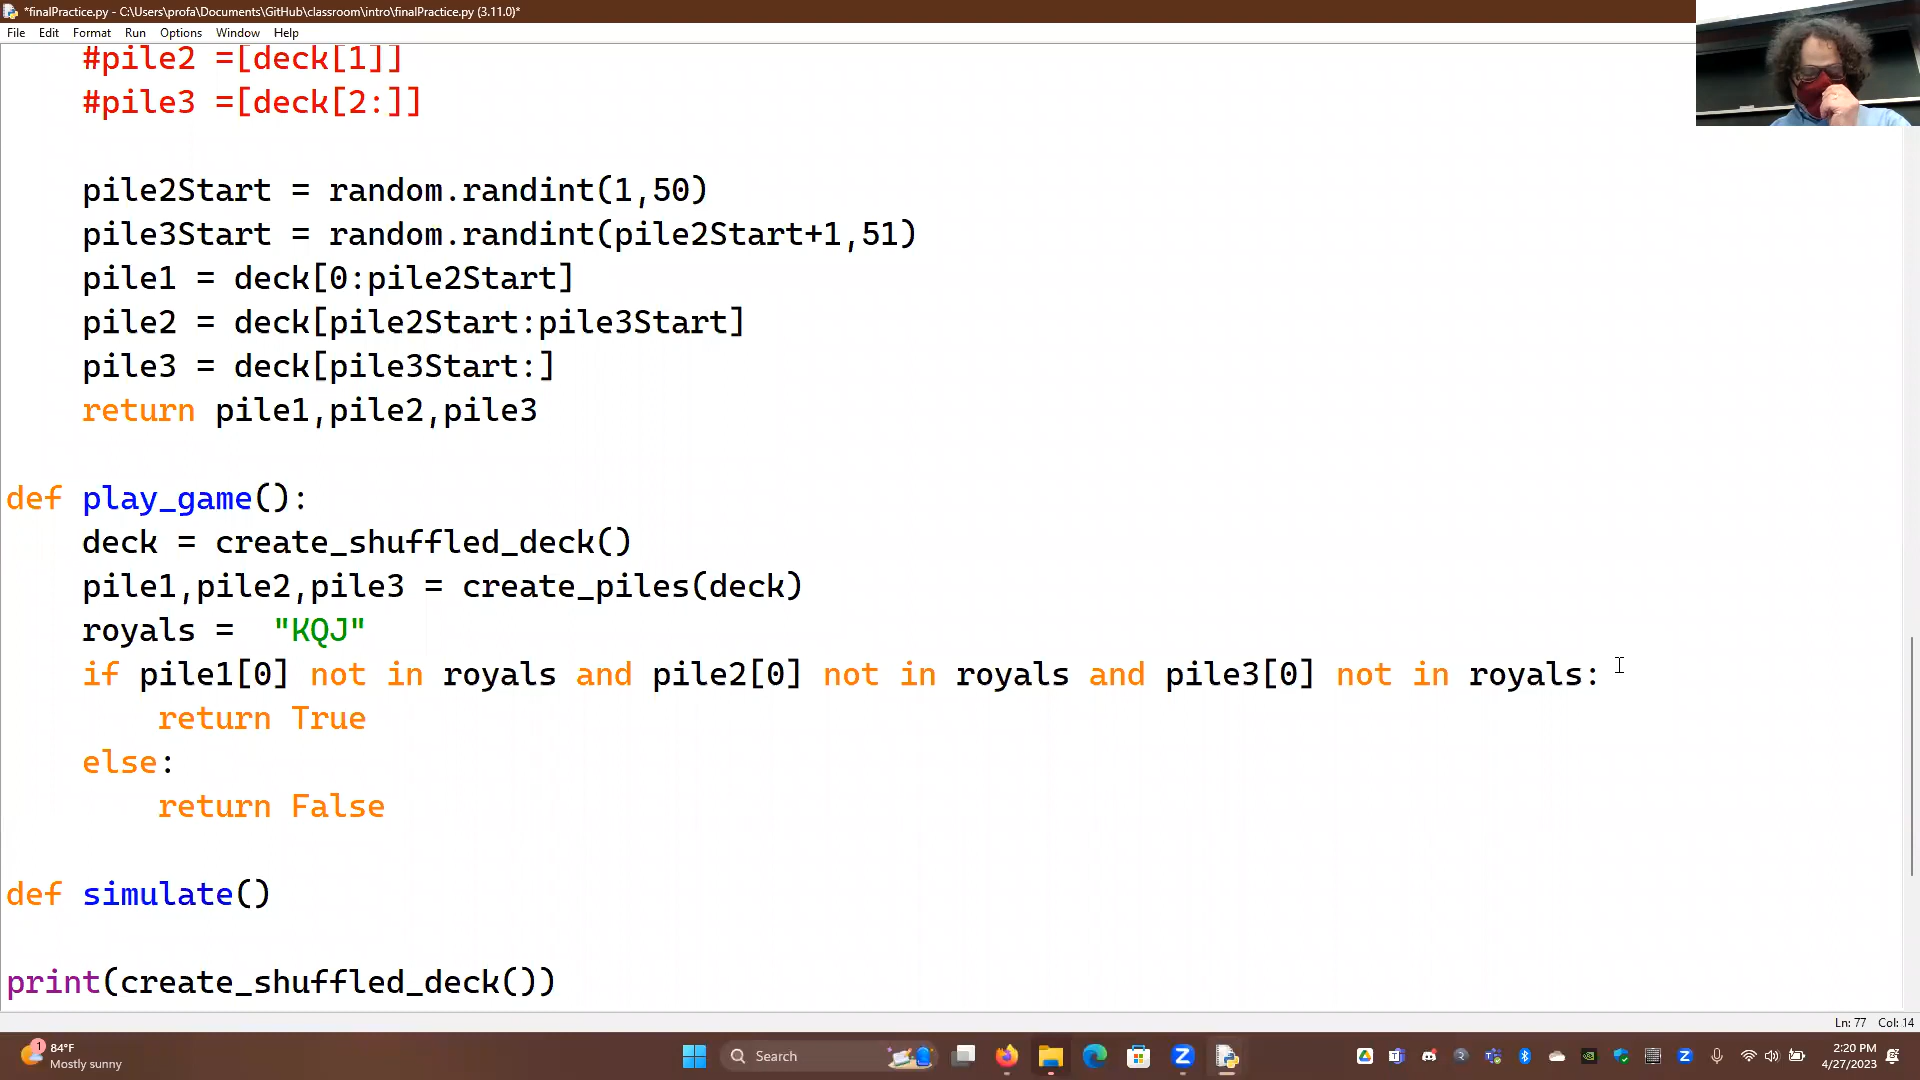 *finalPractice.py - C:\Users\profa\Documents\GitHub\classroom\intro\finalPractice.py (3.11.0)*
File Edit Format Run Options Window Help
#pile2 =[deck[1]]
#pile3 =[deck[2:]]
pile2Start = random.randint(1,50)
pile3Start = random.randint(pile2Start+1,51)
pile1 = deck[0:pile2Start]
pile2 = deck[pile2Start:pile3Start]
pile3 = deck[pile3Start:]
return pile1,pile2,pile3
def play_game():
deck = create_shuffled_deck()
pile1,pile2,pile3 = create_piles(deck)
royals =  "KQJ"
if pile1[0] not in royals and pile2[0] not in royals and pile3[0] not in royals:
return True
else:
return False
def simulate()
print(create_shuffled_deck())
Ln: 77 Col: 14
1
84°F
Mostly sunny
Search
2:20 PM
4/27/2023